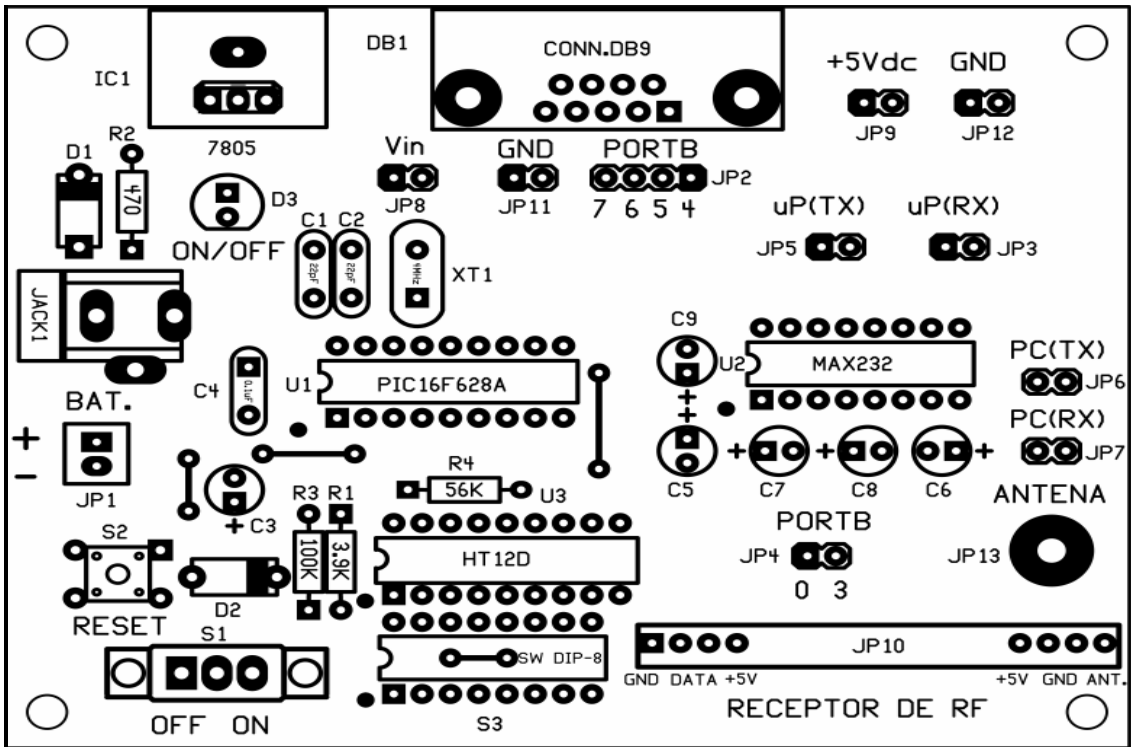 DB1
CONN.DB9
IC1
7805
+5Vdc GND
JP9
JP12
R2
D1
470
D3
ON/OFF
Vin
JP8
GND
JP11
PORTB
JP2
7 6 5 4
uP(TX) uP(RX)
JP5
JP3
C1 C2
22pF
22pF
4MHz
XT1
JACK1
C9
U2
MAX232
PC(TX)
JP6
PC(RX)
JP7
C4
0.1uF
U1
PIC16F628A
BAT.
+
-
JP1
+
+
C5
+
C7
+
C8
+
C6
R4
56K
U3
ANTENA
JP13
PORTB
JP4
0 3
S2
RESET
+ C3
R3 R1
100K
3.9K
D2
HT12D
S1
OFF ON
SW DIP-8
S3
JP10
GND DATA +5V
+5V GND ANT.
RECEPTOR DE RF